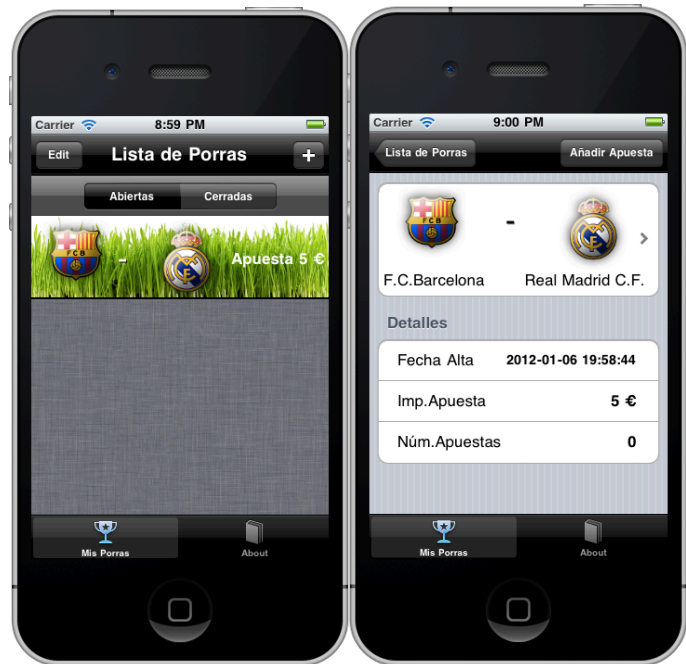 Carrier 8:59 PM
Edit Lista de Porras +
Abiertas Cerradas
FCB - Apuesta 5 €
Mis Porras About
Carrier 9:00 PM
Lista de Porras Añadir Apuesta
FCB -
F.C.Barcelona Real Madrid C.F.
Detalles
Fecha Alta 2012-01-06 19:58:44
Imp.Apuesta 5 €
Núm.Apuestas 0
Mis Porras About